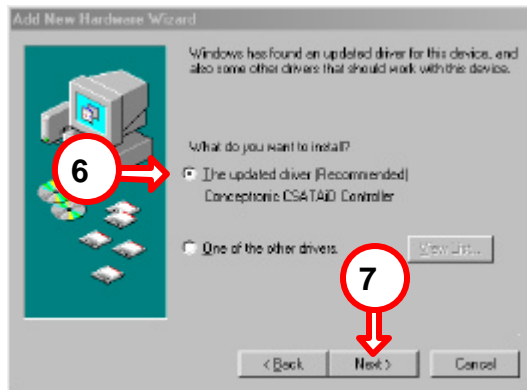 Add New Hardware Wizard
Windows has found an updated driver for this device, and
also some other drivers that should work with this device.
What do you want to install?
6
The updated driver (Recommended)
Conceptronic CSATAiD Controller
One of the other drivers.
View List...
7
< Back
Next >
Cancel